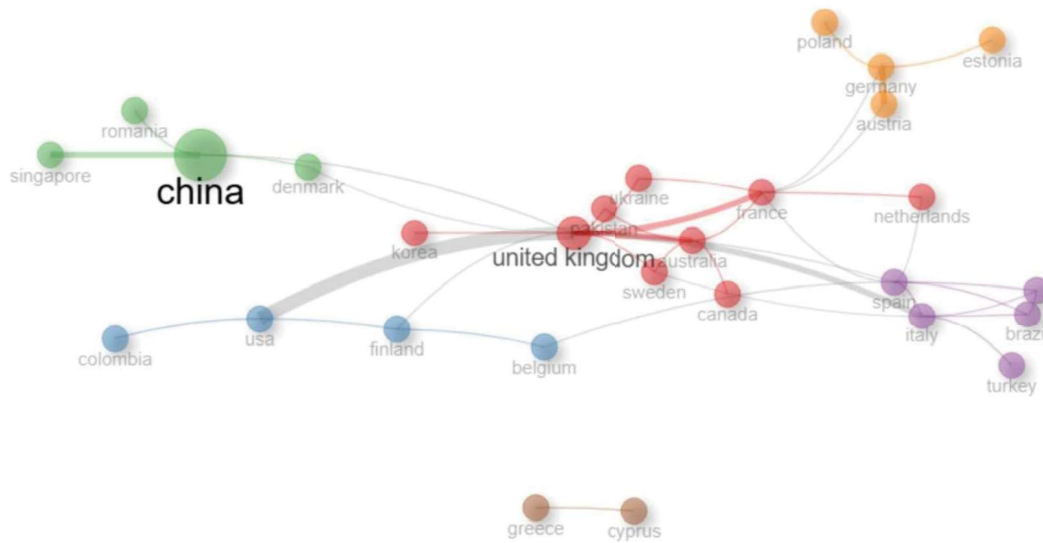 poland
estonia
germany
austria
romania
singapore
china
denmark
ukraine
france
netherlands
pakistan
korea
united kingdom
australia
sweden
canada
spain
italy
brazi
usa
finland
colombia
belgium
turkey
greece
cyprus